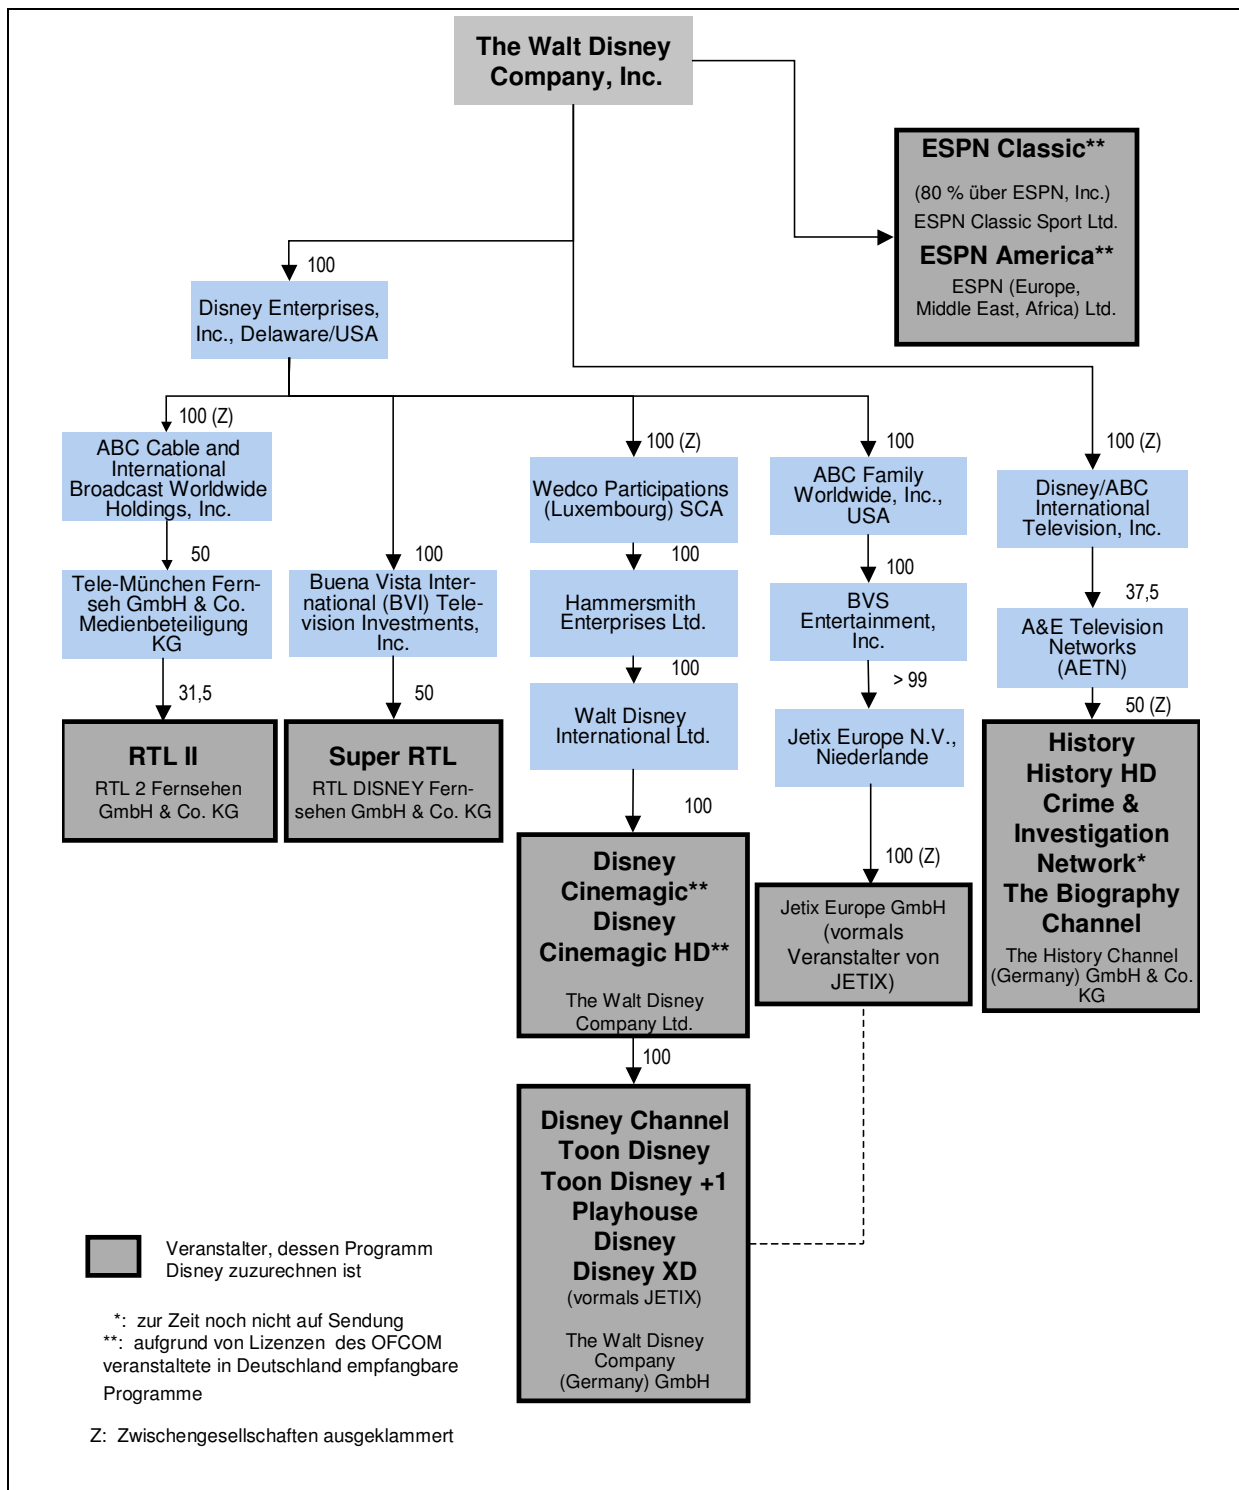 The Walt Disney
Company, Inc.
ESPN Classic**
(80 % über ESPN, Inc.)
ESPN Classic Sport Ltd.
ESPN America**
ESPN (Europe,
Middle East, Africa) Ltd.
100
Disney Enterprises,
Inc., Delaware/USA
100 (Z)
ABC Cable and
International
Broadcast Worldwide
Holdings, Inc.
50
Tele-München Fern-
seh GmbH & Co.
Medienbeteiligung
KG
31,5
RTL II
RTL 2 Fernsehen
GmbH & Co. KG
100
Buena Vista Inter-
national (BVI) Tele-
vision Investments,
Inc.
50
Super RTL
RTL DISNEY Fern-
sehen GmbH & Co. KG
100 (Z)
Wedco Participations
(Luxembourg) SCA
100
Hammersmith
Enterprises Ltd.
100
Walt Disney
International Ltd.
100
Disney
Cinemagic**
Disney
Cinemagic HD**
The Walt Disney
Company Ltd.
100
Disney Channel
Toon Disney
Toon Disney +1
Playhouse
Disney
Disney XD
(vormals JETIX)
The Walt Disney
Company
(Germany) GmbH
100
ABC Family
Worldwide, Inc.,
USA
100
BVS
Entertainment,
Inc.
> 99
Jetix Europe N.V.,
Niederlande
100 (Z)
Jetix Europe GmbH
(vormals
Veranstalter von
JETIX)
100 (Z)
Disney/ABC
International
Television, Inc.
37,5
A&E Television
Networks
(AETN)
50 (Z)
History
History HD
Crime &
Investigation
Network*
The Biography
Channel
The History Channel
(Germany) GmbH & Co.
KG
Veranstalter, dessen Programm
Disney zuzurechnen ist
*: zur Zeit noch nicht auf Sendung
**: aufgrund von Lizenzen des OFCOM
veranstaltete in Deutschland empfangbare
Programme
Z: Zwischengesellschaften ausgeklammert